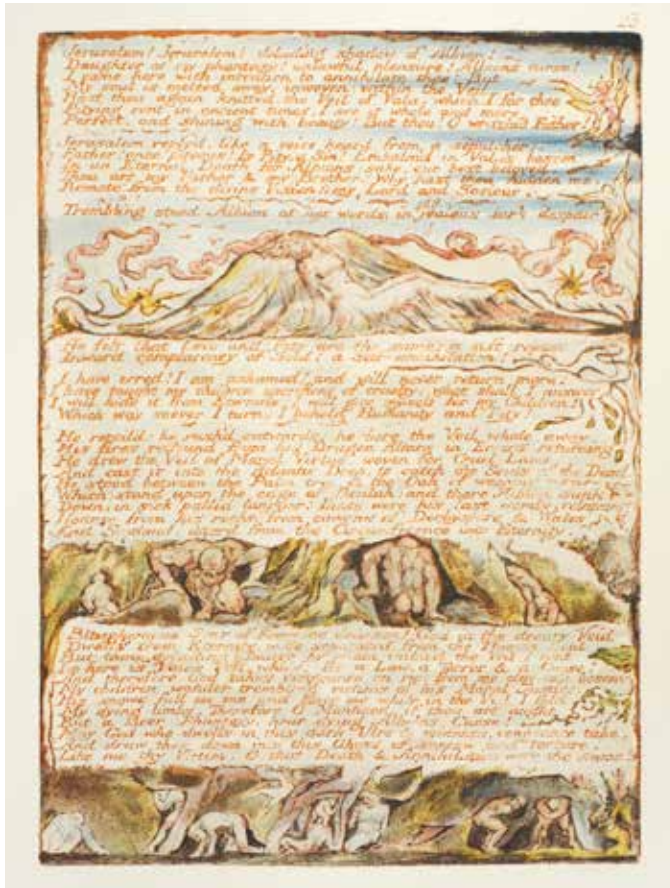 23
Jerusalem! Jerusalem! deluding shadow of Albion!
Daughter of my phantasy! unlawful pleasure! Albions curse!
I came here with intention to annihilate thee! But
My soul is melted away, inwoven within the Veil
Hast thou again knitted the Veil of Vala, which I for thee
Pitying rent in ancient times. I see it whole and more
Perfect, and shining with beauty! But thou! O wretched Father!
Jerusalem reply'd, like a voice heard from a sepulcher:
Father! once piteous! Is Pity a Sin? Embalm'd in Vala's bosom
In an Eternal Death for Albions sake, our best beloved.
Thou art my Father & my Brother: Why hast thou hidden me,
Remote from the divine Vision: my Lord and Saviour.
Trembling stood Albion at her words in jealous dark despair:
He felt that Love and Pity are the same; a soft repose!
Inward complacency of Soul: a Self-annihilation!
I have erred! I am ashamed! and will never return more:
I have taught my children sacrifices of cruelty: what shall I answer?
I will hide it from Eternals! I will give myself for my Children!
Which way soever I turn, I behold Humanity and Pity!
He recoil'd: he rush'd outwards; he bore the Veil whole away
His fires redound from his Dragon Altars in Errors returning.
He drew the Veil of Moral Virtue, woven for Cruel Laws,
And cast it into the Atlantic Deep, to catch the Souls of the Dead.
He stood between the Palm tree & the Oak of weeping
Which stand upon the edge of Beulah; and there Albion sunk
Down in sick pallid languor! These were his last words, relapsing!
Hoarse from his rocks, from caverns of Derbyshire & Wales
And Scotland, utter'd from the Circumference into Eternity.
Blasphemous Sons of Feminine delusion! God in the dreary Void
Dwells from Eternity, wide separated from the Human Soul
But thou deluding Image by whom imbu'd the Veil I rent
Lo here is Valas Veil whole, for a Law, a Terror & a Curse!
And therefore God takes vengeance on me: from my clay-cold bosom
My children wander trembling victims of his Moral Justice.
His snows fall on me and cover me, while in the Veil I fold
My dying limbs. Therefore O Manhood, if thou art aught
But a meer Phantasy, hear dying Albions Curse!
May God who dwells in this dark Ulro & voidness, vengeance take,
And draw thee down into this Abyss of sorrow and torture,
Like me thy Victim. O that Death & Annihilation were the same!